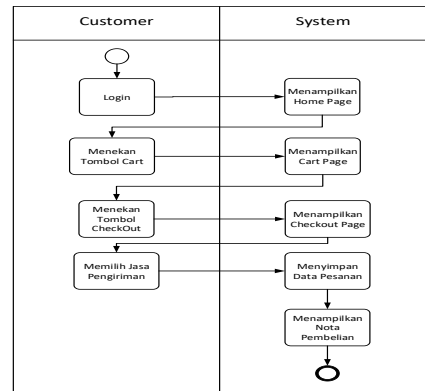 Customer
System
Login
Menampilkan
Home Page
Menekan
Tombol Cart
Menampilkan
Cart Page
Menekan
Tombol
CheckOut
Menampilkan
Checkout Page
Memilih Jasa
Pengiriman
Menyimpan
Data Pesanan
Menampilkan
Nota
Pembelian